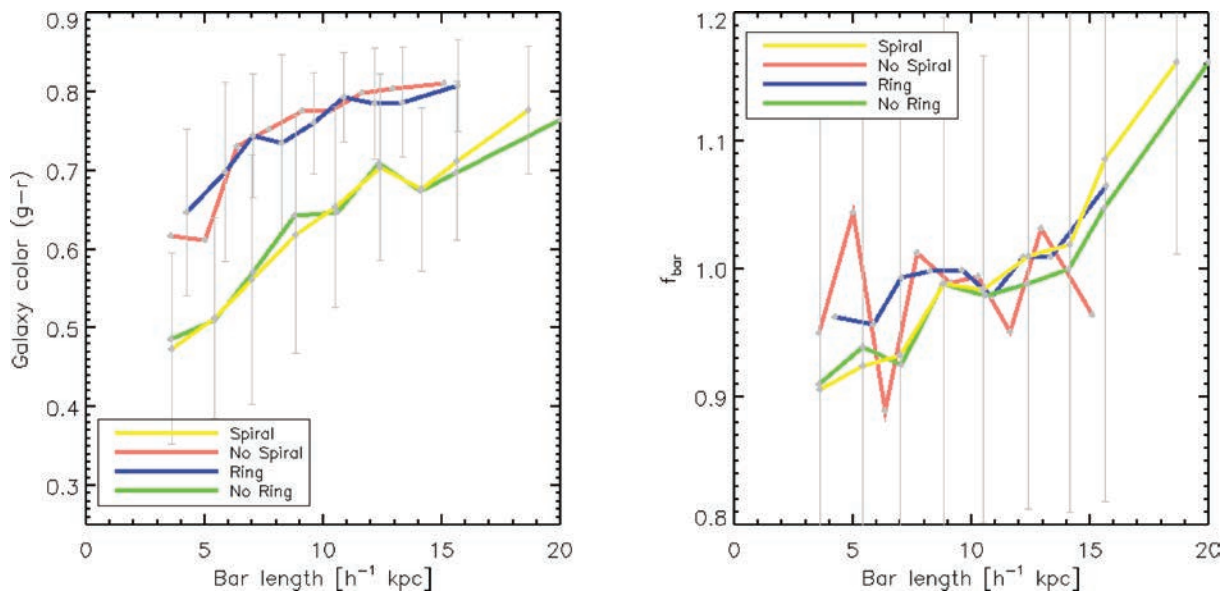 0.9
0.8
0.7
0.6
0.5
0.4
0.3
Galaxy color (g−r)
Spiral
No Spiral
Ring
No Ring
0 5 10 15 20
Bar length [h⁻¹ kpc]
1.2
1.10
1.0
0.9
0.8
f_bar
Spiral
No Spiral
Ring
No Ring
0 5 10 15 20
Bar length [h⁻¹ kpc]